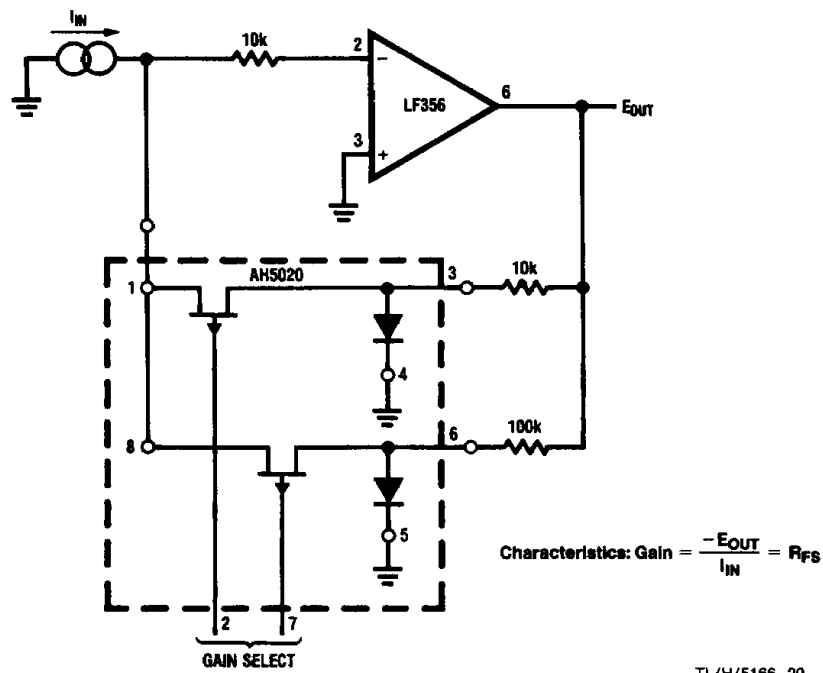 IIN
10k
2
−
LF356
6
EOUT
3
+
AH5020
1
3
10k
4
8
6
100k
5
Characteristics: Gain = −EOUT / IIN = RFS
2
7
GAIN SELECT